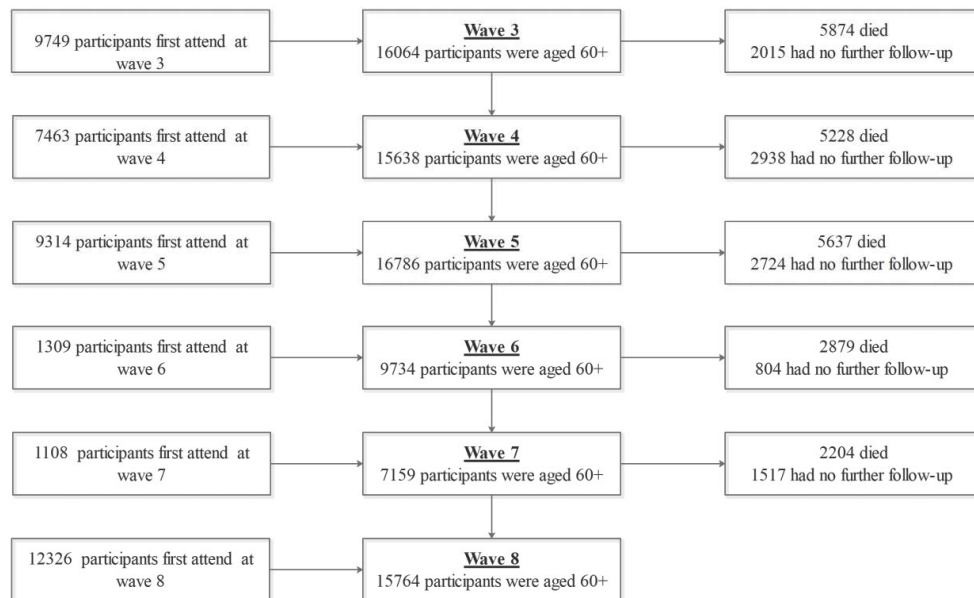 9749 participants first attend at
wave 3
Wave 3
16064 participants were aged 60+
5874 died
2015 had no further follow-up
7463 participants first attend at
wave 4
Wave 4
15638 participants were aged 60+
5228 died
2938 had no further follow-up
9314 participants first attend at
wave 5
Wave 5
16786 participants were aged 60+
5637 died
2724 had no further follow-up
1309 participants first attend at
wave 6
Wave 6
9734 participants were aged 60+
2879 died
804 had no further follow-up
1108 participants first attend at
wave 7
Wave 7
7159 participants were aged 60+
2204 died
1517 had no further follow-up
12326 participants first attend at
wave 8
Wave 8
15764 participants were aged 60+